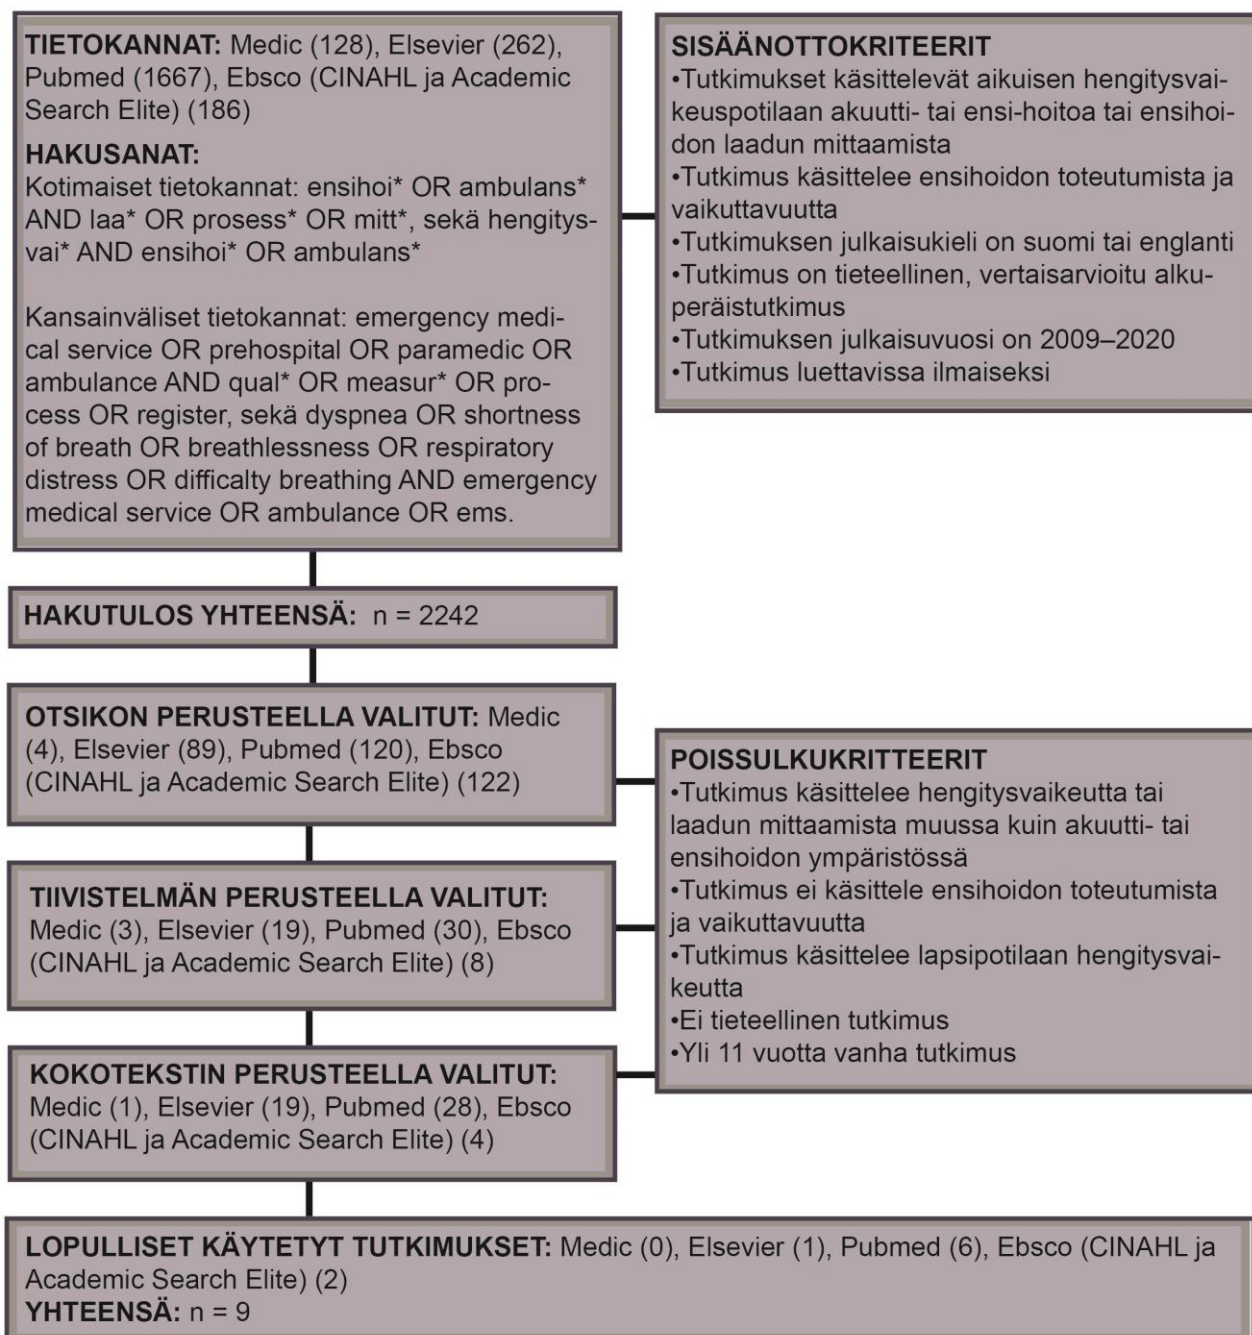 TIETOKANNAT: Medic (128), Elsevier (262),
Pubmed (1667), Ebsco (CINAHL ja Academic
Search Elite) (186)
HAKUSANAT:
Kotimaiset tietokannat: ensihoi* OR ambulans*
AND laa* OR prosess* OR mitt*, sekä hengitys-
vai* AND ensihoi* OR ambulans*
Kansainväliset tietokannat: emergency medi-
cal service OR prehospital OR paramedic OR
ambulance AND qual* OR measur* OR pro-
cess OR register, sekä dyspnea OR shortness
of breath OR breathlessness OR respiratory
distress OR difficalty breathing AND emergency
medical service OR ambulance OR ems.
SISÄÄNOTTOKRITEERIT
•Tutkimukset käsittelevät aikuisen hengitysvai-
keuspotilaan akuutti- tai ensi-hoitoa tai ensihoi-
don laadun mittaamista
•Tutkimus käsittelee ensihoidon toteutumista ja
vaikuttavuutta
•Tutkimuksen julkaisukieli on suomi tai englanti
•Tutkimus on tieteellinen, vertaisarvioitu alku-
peräistutkimus
•Tutkimuksen julkaisuvuosi on 2009–2020
•Tutkimus luettavissa ilmaiseksi
HAKUTULOS YHTEENSÄ: n = 2242
OTSIKON PERUSTEELLA VALITUT: Medic
(4), Elsevier (89), Pubmed (120), Ebsco
(CINAHL ja Academic Search Elite) (122)
TIIVISTELMÄN PERUSTEELLA VALITUT:
Medic (3), Elsevier (19), Pubmed (30), Ebsco
(CINAHL ja Academic Search Elite) (8)
KOKOTEKSTIN PERUSTEELLA VALITUT:
Medic (1), Elsevier (19), Pubmed (28), Ebsco
(CINAHL ja Academic Search Elite) (4)
POISSULKUKRITTEERIT
•Tutkimus käsittelee hengitysvaikeutta tai
laadun mittaamista muussa kuin akuutti- tai
ensihoidon ympäristössä
•Tutkimus ei käsittele ensihoidon toteutumista
ja vaikuttavuutta
•Tutkimus käsittelee lapsipotilaan hengitysvai-
keutta
•Ei tieteellinen tutkimus
•Yli 11 vuotta vanha tutkimus
LOPULLISET KÄYTETYT TUTKIMUKSET: Medic (0), Elsevier (1), Pubmed (6), Ebsco (CINAHL ja
Academic Search Elite) (2)
YHTEENSÄ: n = 9